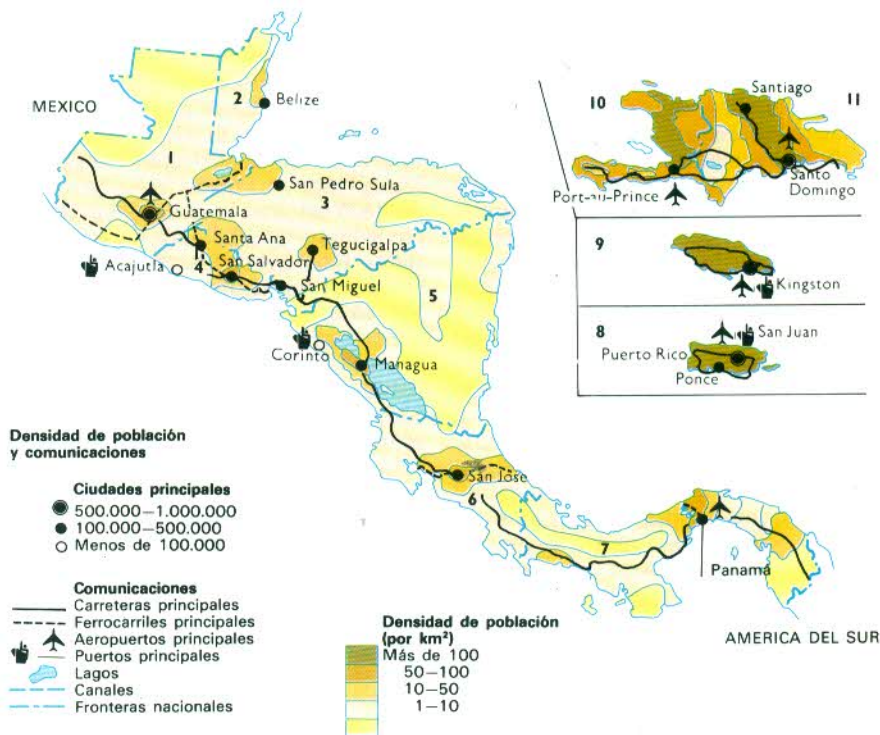 MEXICO
2
Belize
1
Guatemala
San Pedro Sula
3
Santa Ana
Tegucigalpa
San Salvador
Acajutla
4
San Miguel
5
Corinto
Managua
San José
6
7
Panamá
AMERICA DEL SUR
10
Santiago
11
Port-au-Prince
Santo
Domingo
9
Kingston
8
San Juan
Puerto Rico
Ponce
Densidad de población
y comunicaciones
Ciudades principales
500.000–1.000.000
100.000–500.000
Menos de 100.000
Comunicaciones
Carreteras principales
Ferrocarriles principales
Aeropuertos principales
Puertos principales
Lagos
Canales
Fronteras nacionales
Densidad de población
(por km²)
Más de 100
50–100
10–50
1–10